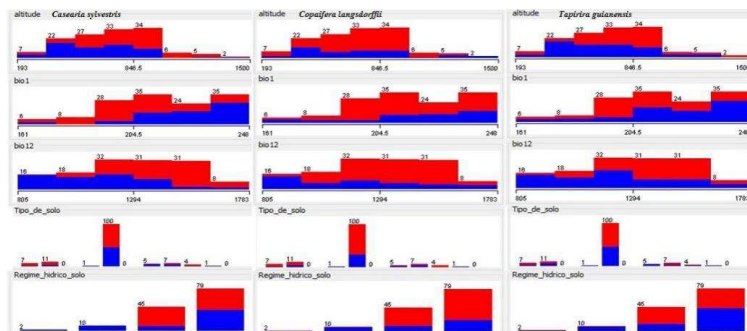 altitude Casearia sylvestris
7 22 27 33 34 6 5 2
193 846.5 1500
bio1
6 8 28 35 24 35
161 204.5 248
bio12
16 18 32 31 31 8
805 1294 1783
Tipo_de_solo
7 11 0 1 100 0 5 7 4 1 0
Regime_hidrico_solo
2 10 46 79
altitude Copaifera langsdorffii
7 22 27 33 34 6 5 2
193 846.5 1500
bio1
6 8 28 35 24 35
161 204.5 248
bio12
16 18 32 31 31 8
805 1294 1783
Tipo_de_solo
7 11 0 1 100 0 5 7 4 1 0
Regime_hidrico_solo
2 10 46 79
altitude Tapirira guianensis
7 22 27 33 34 6 5 2
193 846.5 1500
bio1
6 8 28 35 24 35
161 204.5 248
bio12
16 18 32 31 31 8
805 1294 1783
Tipo_de_solo
7 11 0 1 100 0 5 7 4 1 0
Regime_hidrico_solo
2 10 46 79